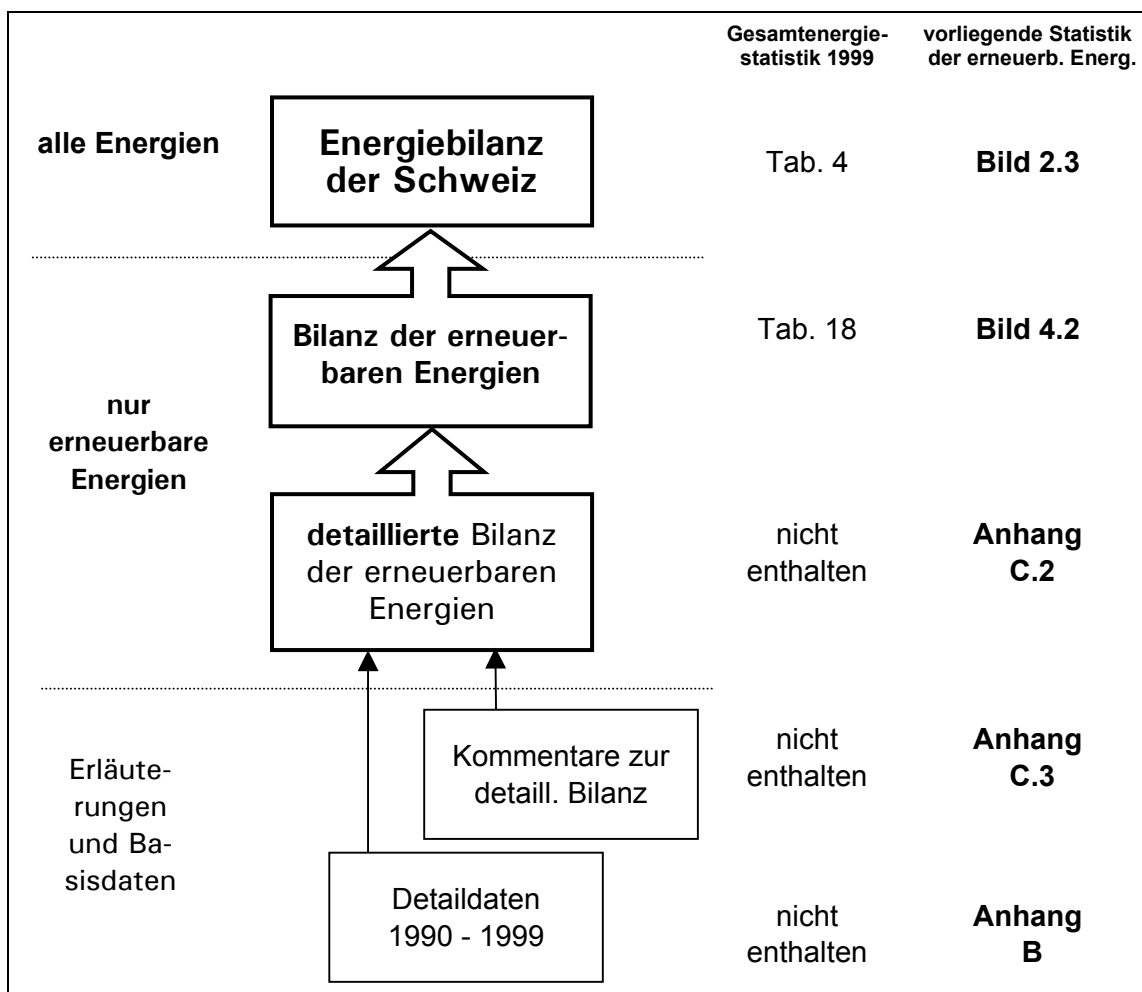 Gesamtenergie-
statistik 1999
vorliegende Statistik
der erneuerb. Energ.
alle Energien
Energiebilanz
der Schweiz
Tab. 4
Bild 2.3
Bilanz der erneuer-
baren Energien
Tab. 18
Bild 4.2
nur
erneuerbare
Energien
detaillierte Bilanz
der erneuerbaren
Energien
nicht
enthalten
Anhang
C.2
Erläute-
rungen
und Ba-
sisdaten
Kommentare zur
detaill. Bilanz
nicht
enthalten
Anhang
C.3
Detaildaten
1990 - 1999
nicht
enthalten
Anhang
B